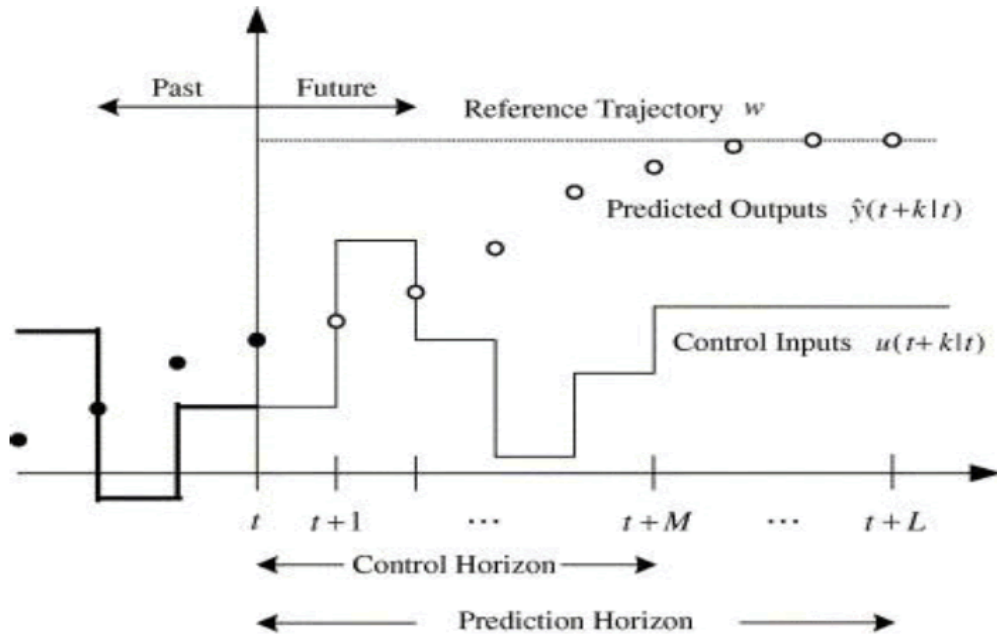 Past Future
Reference Trajectory w
Predicted Outputs ŷ(t+k|t)
Control Inputs u(t+k|t)
t t+1 ... t+M ... t+L
Control Horizon
Prediction Horizon